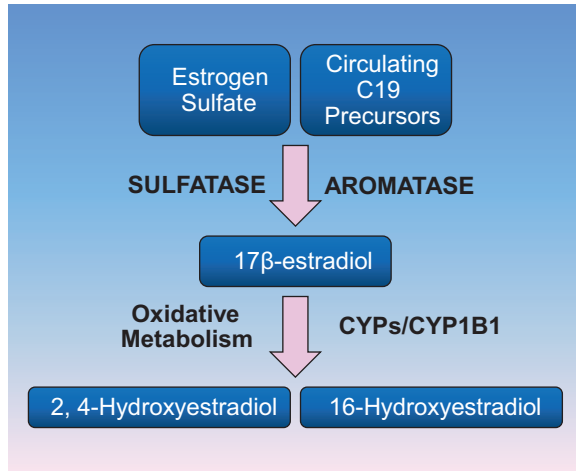 Estrogen
Sulfate
Circulating
C19
Precursors
SULFATASE
AROMATASE
17β-estradiol
Oxidative
Metabolism
CYPs/CYP1B1
2, 4-Hydroxyestradiol
16-Hydroxyestradiol